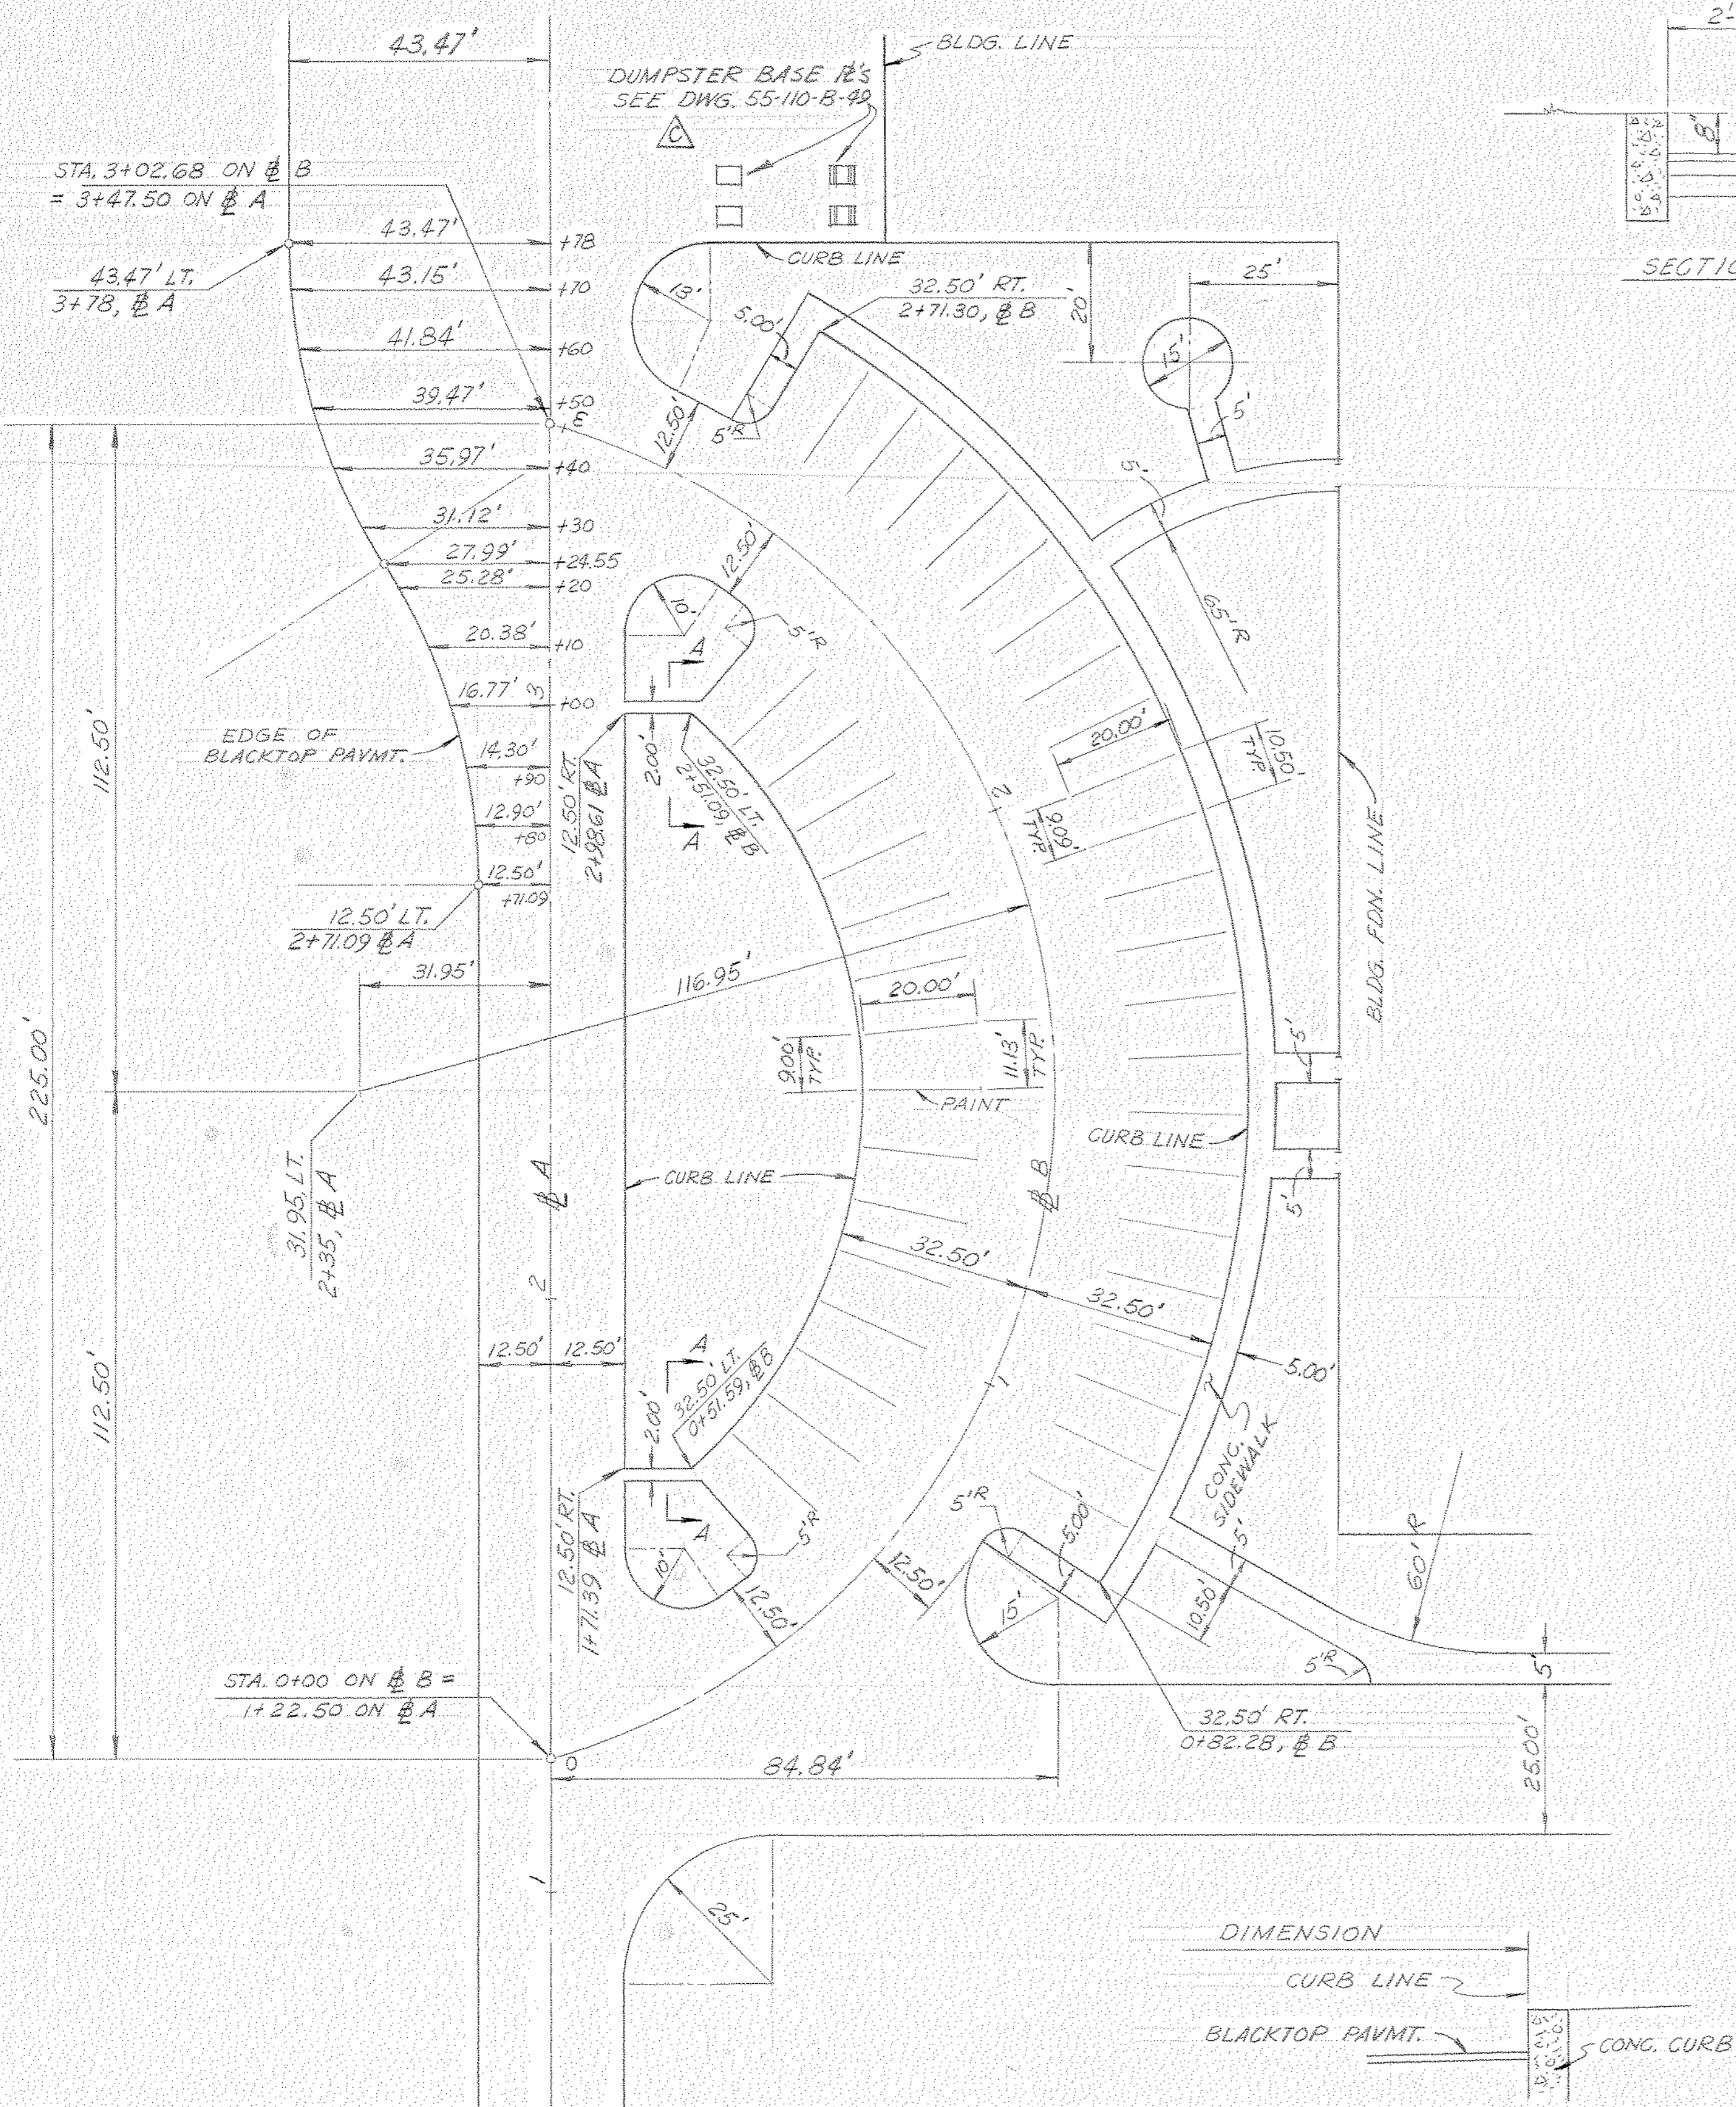 43.47'
BLDG. LINE
DUMPSTER BASE ℞'s
SEE DWG. 55-110-B-49
C
2'-
8"
SECTIO
STA. 3+02.68 ON ⅊ B
= 3+47.50 ON ⅊ A
43.47'
+78
43.47' LT.
3+78, ⅊ A
CURB LINE
43.15'
+70
13'
5.00'
32.50' RT.
2+71.30, ⅊ B
20'
25'
15'
5'
41.84'
+60
39.47'
+50
3
12.50'
5'R
35.97'
+40
5'
31.12'
+30
27.99'
+24.55
25.28'
+20
12.50'
10'
5'R
65'R
20.38'
+10
A
16.77'
3
+00
EDGE OF
BLACKTOP PAVMT.
14.30'
+90
12.90'
+80
12.50'
+71.09
12.50' LT.
2+71.09 ⅊ A
12.50' RT.
2+98.61 ⅊ A
2.00'
32.50' LT.
2+51.09, ⅊ B
A
20.00'
10.50'
TYP.
2
9.06'
TYP.
BLDG. FDN. LINE
112.50'
225.00'
112.50'
31.95'
116.95'
20.00'
9.00'
TYP.
11.13'
TYP.
PAINT
5'
CURB LINE
5'
31.95, LT.
2+35, ⅊ A
⅊ A
CURB LINE
⅊ B
32.50'
32.50'
2
12.50'
12.50'
A
32.50' LT.
0+51.59, ⅊ B
2.00'
1
5.00'
CONC.
SIDEWALK
12.50' RT.
1+71.39 ⅊ A
A
5'R
10'
12.50'
12.50'
5'R
5.00'
15'
5'
10.50'
60' R
5'R
5'
STA. 0+00 ON ⅊ B =
1+22.50 ON ⅊ A
0
84.84'
32.50' RT.
0+82.28, ⅊ B
25.00'
1
25'
DIMENSION
CURB LINE
BLACKTOP PAVMT.
CONC. CURB